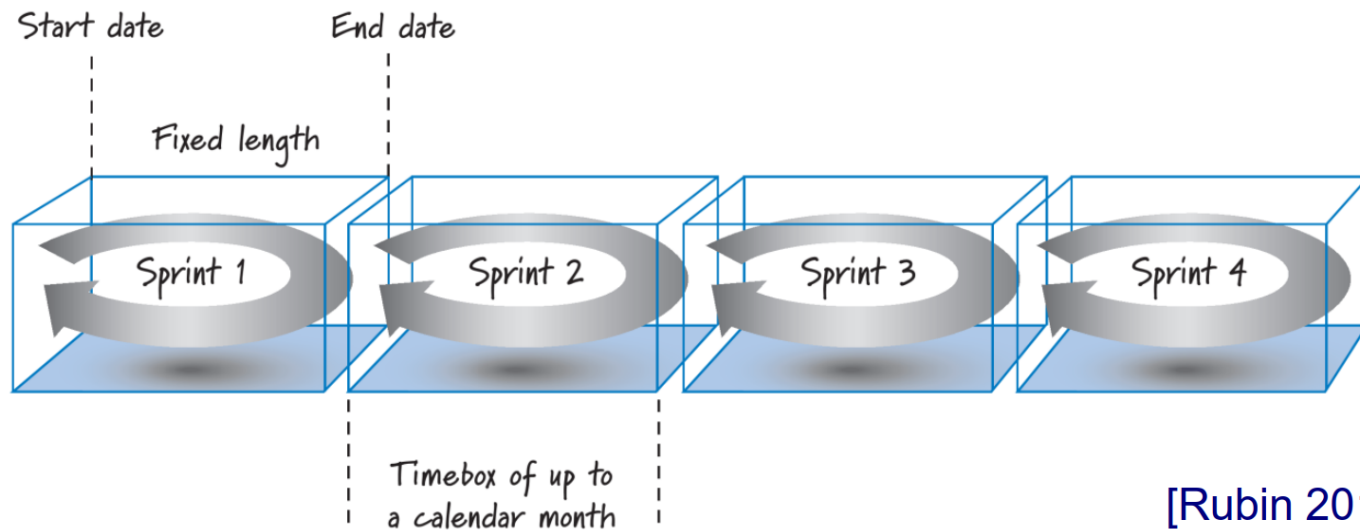 Start date
End date
Fixed length
Sprint 1
Sprint 2
Sprint 3
Sprint 4
Timebox of up to
a calendar month
[Rubin